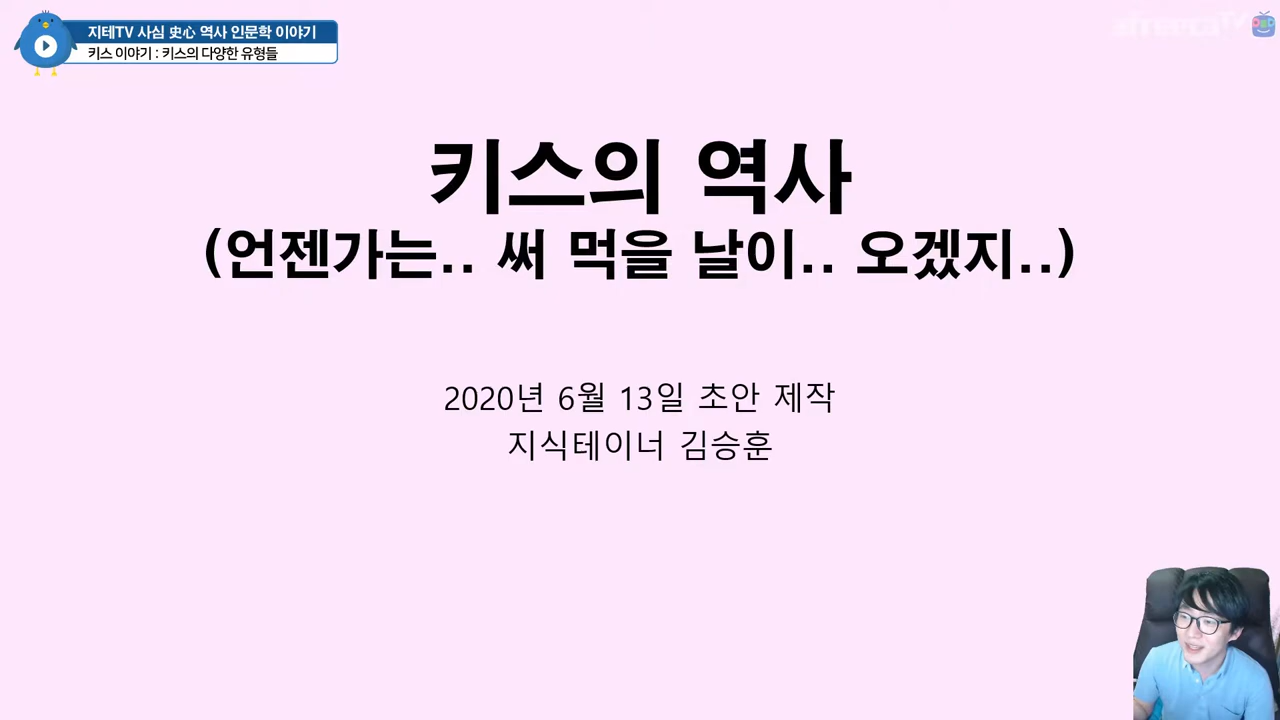 지테TV 사심 史心 역사 인문학 이야기
키스 이야기 : 키스의 다양한 유형들
afreecaTV
키스의 역사
(언젠가는.. 써 먹을 날이.. 오겠지..)
2020년 6월 13일 초안 제작
지식테이너 김승훈